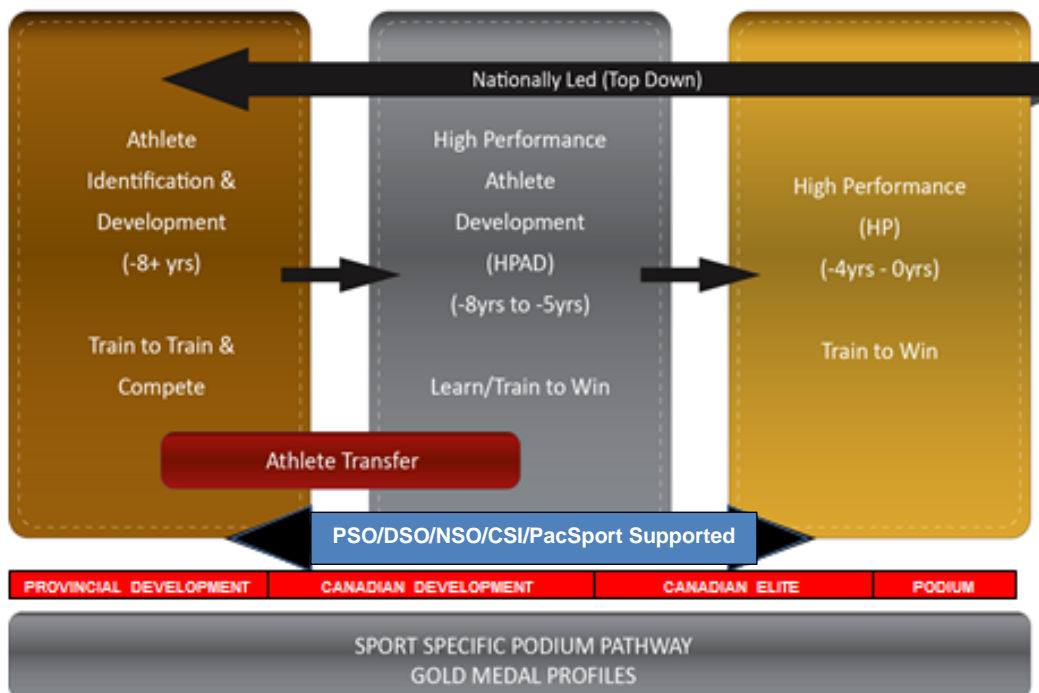 Nationally Led (Top Down)
Athlete
Identification &
Development
(-8+ yrs)
Train to Train &
Compete
High Performance
Athlete
Development
(HPAD)
(-8yrs to -5yrs)
Learn/Train to Win
High Performance
(HP)
(-4yrs - 0yrs)
Train to Win
Athlete Transfer
PSO/DSO/NSO/CSI/PacSport Supported
PROVINCIAL DEVELOPMENT
CANADIAN DEVELOPMENT
CANADIAN ELITE
PODIUM
SPORT SPECIFIC PODIUM PATHWAY
GOLD MEDAL PROFILES